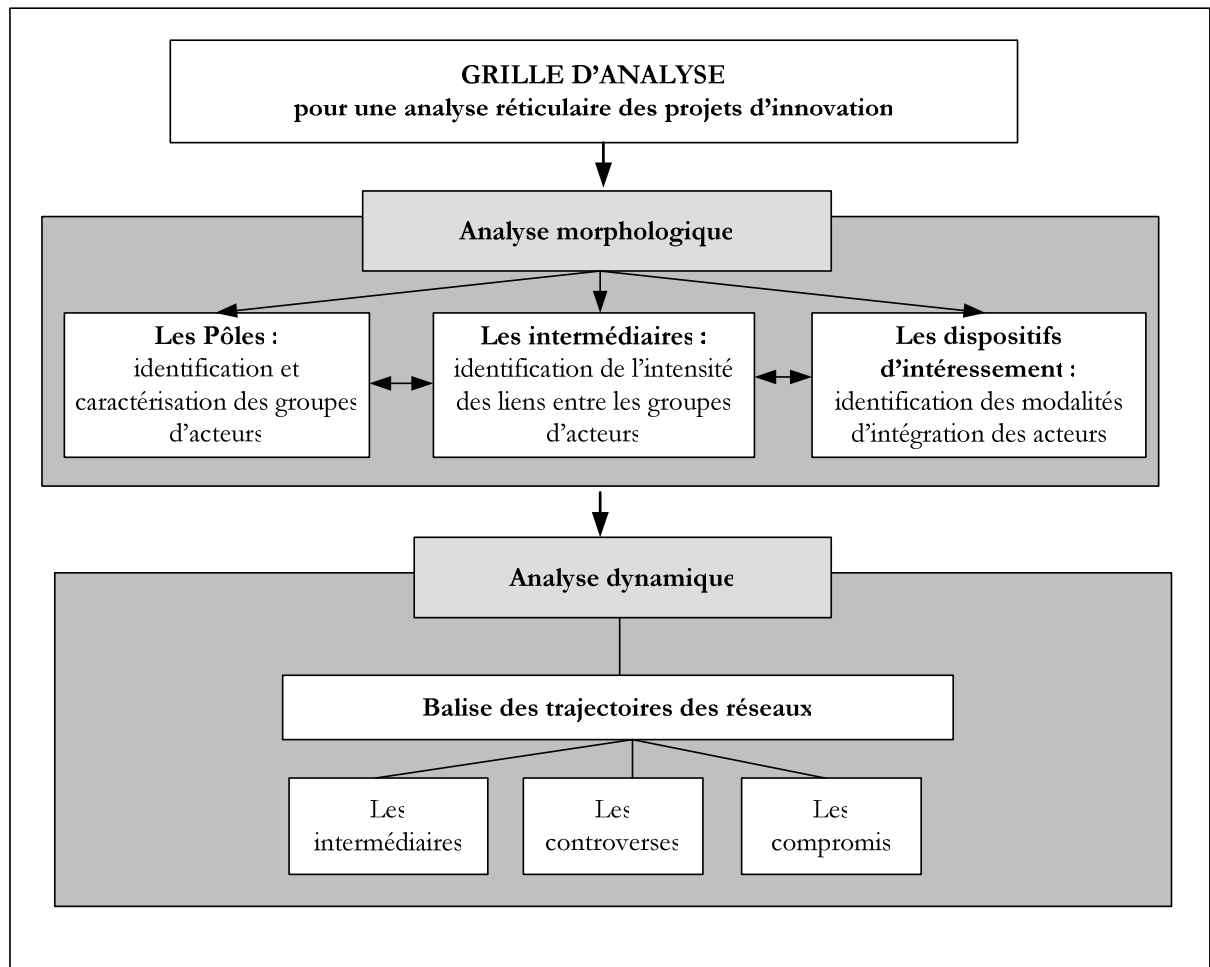 GRILLE D’ANALYSE
pour une analyse réticulaire des projets d’innovation
Analyse morphologique
Les Pôles :
identification et
caractérisation des groupes
d’acteurs
Les intermédiaires :
identification de l’intensité
des liens entre les groupes
d’acteurs
Les dispositifs
d’intéressement :
identification des modalités
d’intégration des acteurs
Analyse dynamique
Balise des trajectoires des réseaux
Les
intermédiaires
Les
controverses
Les
compromis